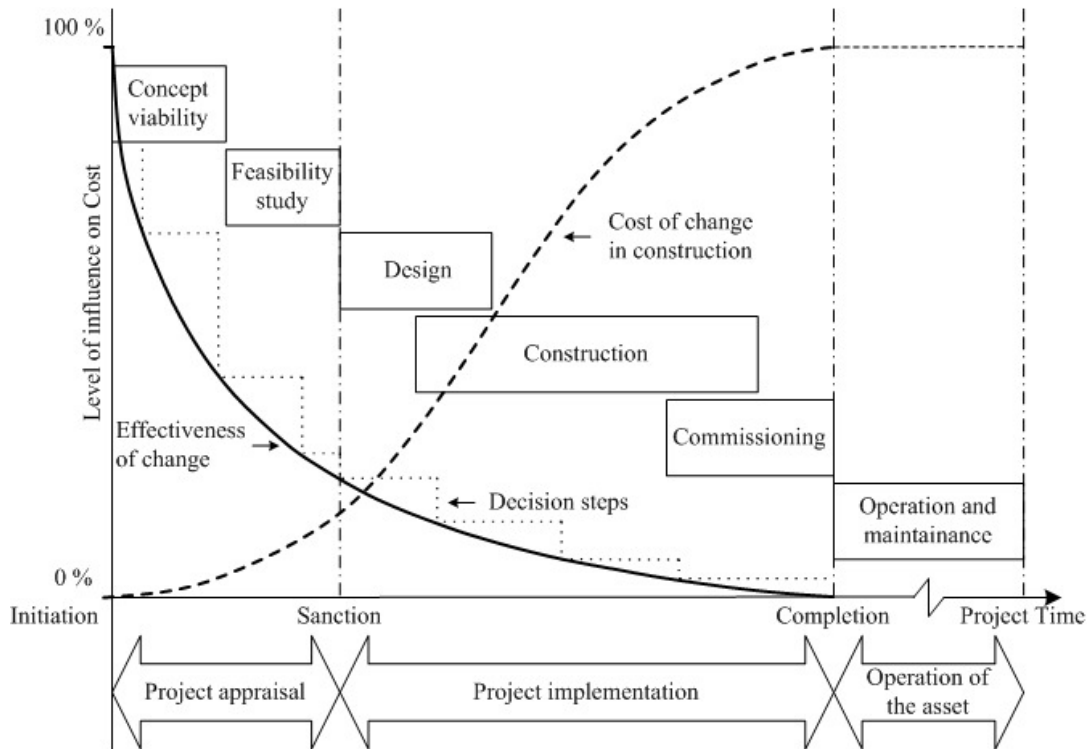 100 %
Concept
viability
Feasibility
study
Level of influence on Cost
Cost of change
in construction
Design
Construction
Effectiveness
of change
Commissioning
Decision steps
Operation and
maintainance
0 %
Initiation
Sanction
Completion
Project Time
Project appraisal
Project implementation
Operation of
the asset